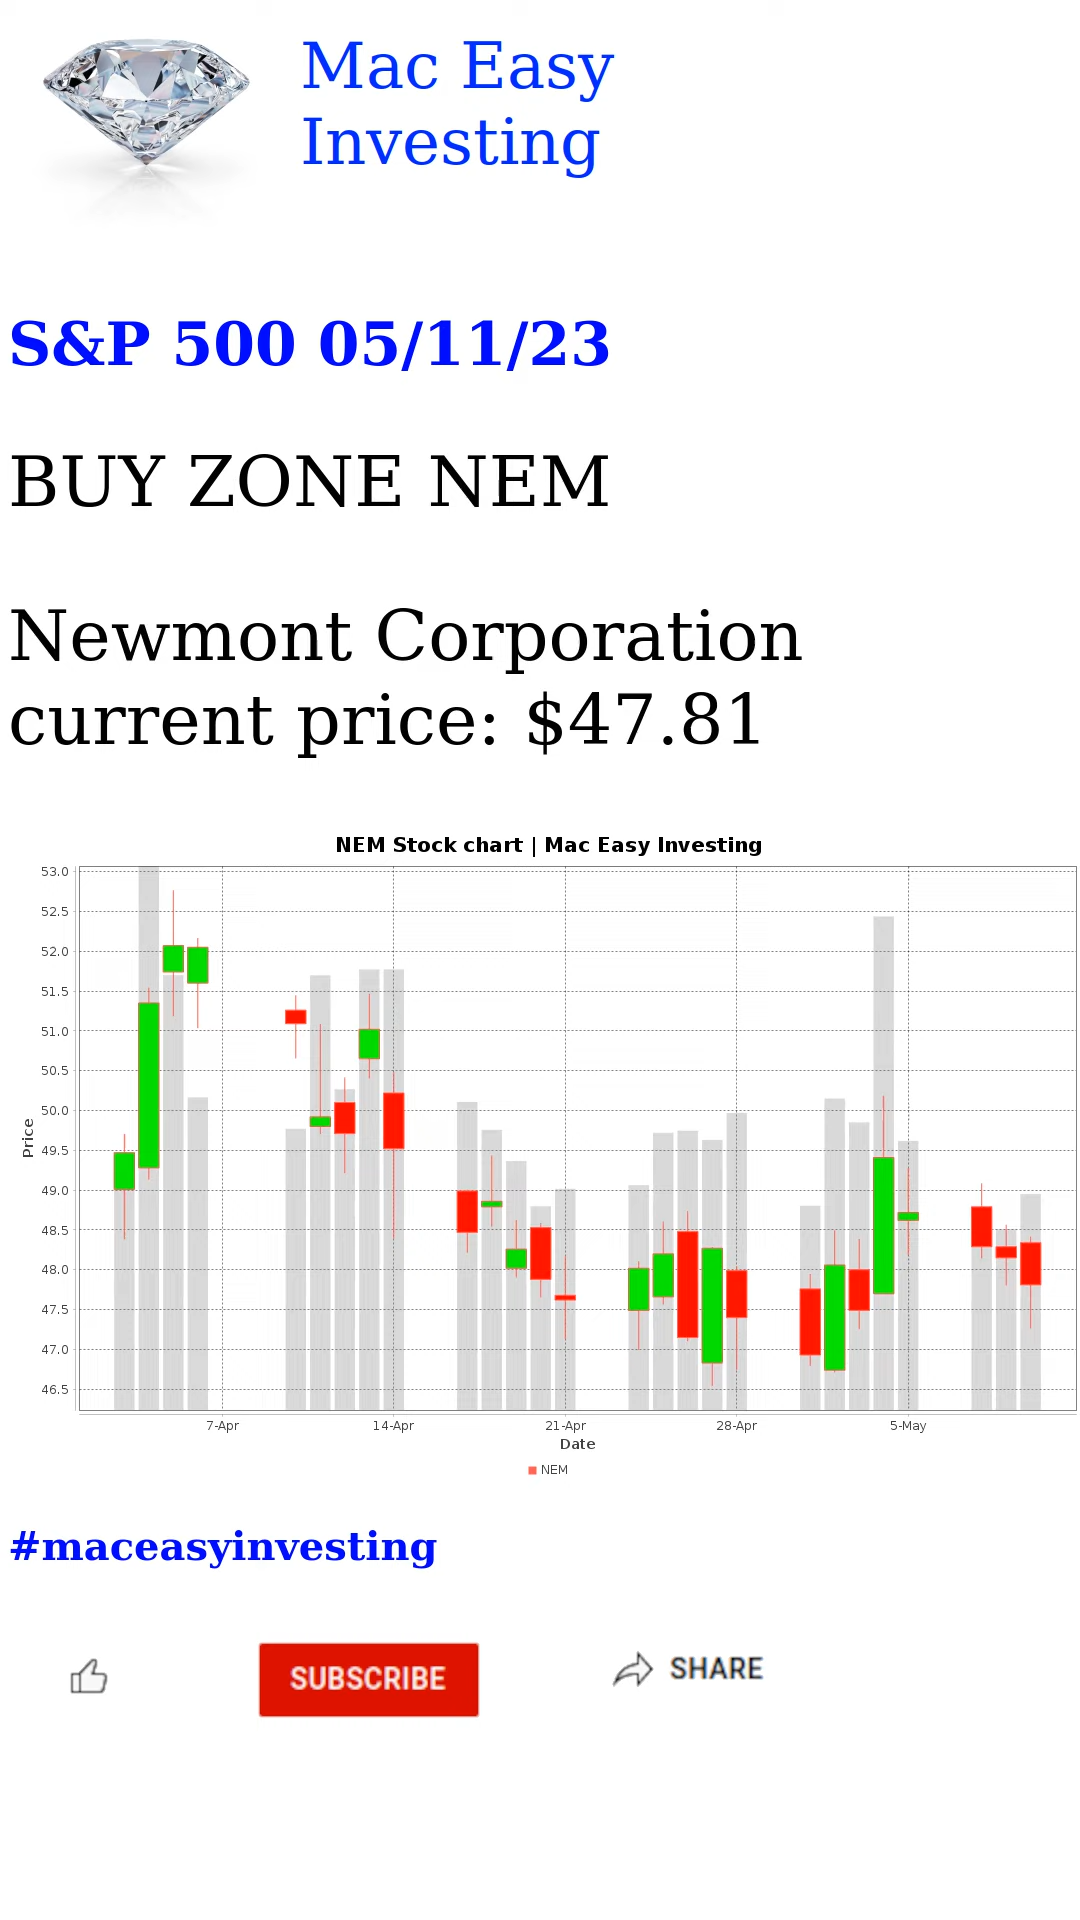 Mac Easy
Investing
S&P 500 05/11/23
BUY ZONE NEM
Newmont Corporation
current price: $47.81
NEM Stock chart | Mac Easy Investing
53.0
52.5
52.0
51.5
51.0
50.5
50.0
49.5
49.0
48.5
48.0
47.5
47.0
46.5
Price
7-Apr 14-Apr 21-Apr 28-Apr 5-May
Date
NEM
#maceasyinvesting
SUBSCRIBE SHARE